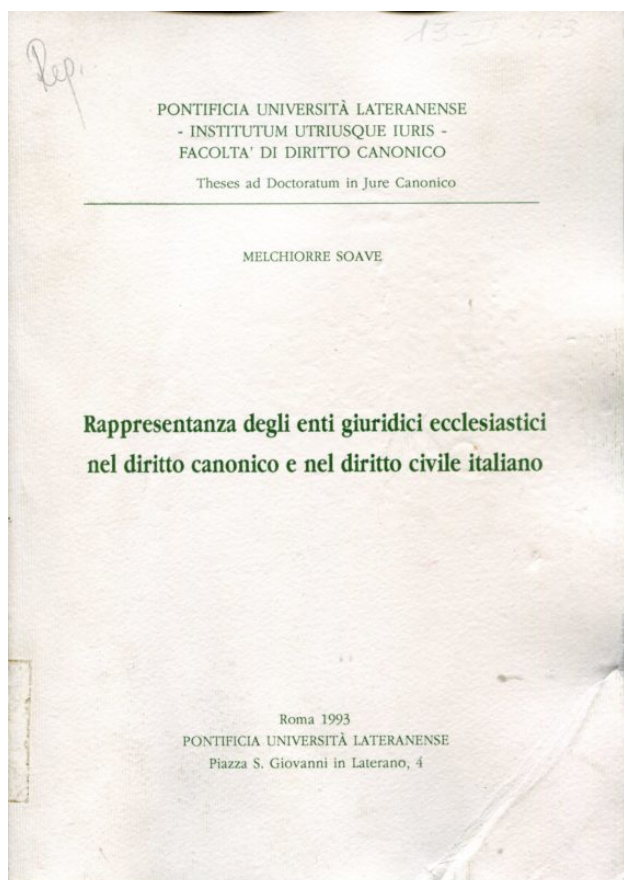 Rep.
PONTIFICIA UNIVERSITÀ LATERANENSE
- INSTITUTUM UTRIUSQUE IURIS -
FACOLTA' DI DIRITTO CANONICO
Theses ad Doctoratum in Jure Canonico
MELCHIORRE SOAVE
Rappresentanza degli enti giuridici ecclesiastici
nel diritto canonico e nel diritto civile italiano
Roma 1993
PONTIFICIA UNIVERSITÀ LATERANENSE
Piazza S. Giovanni in Laterano, 4